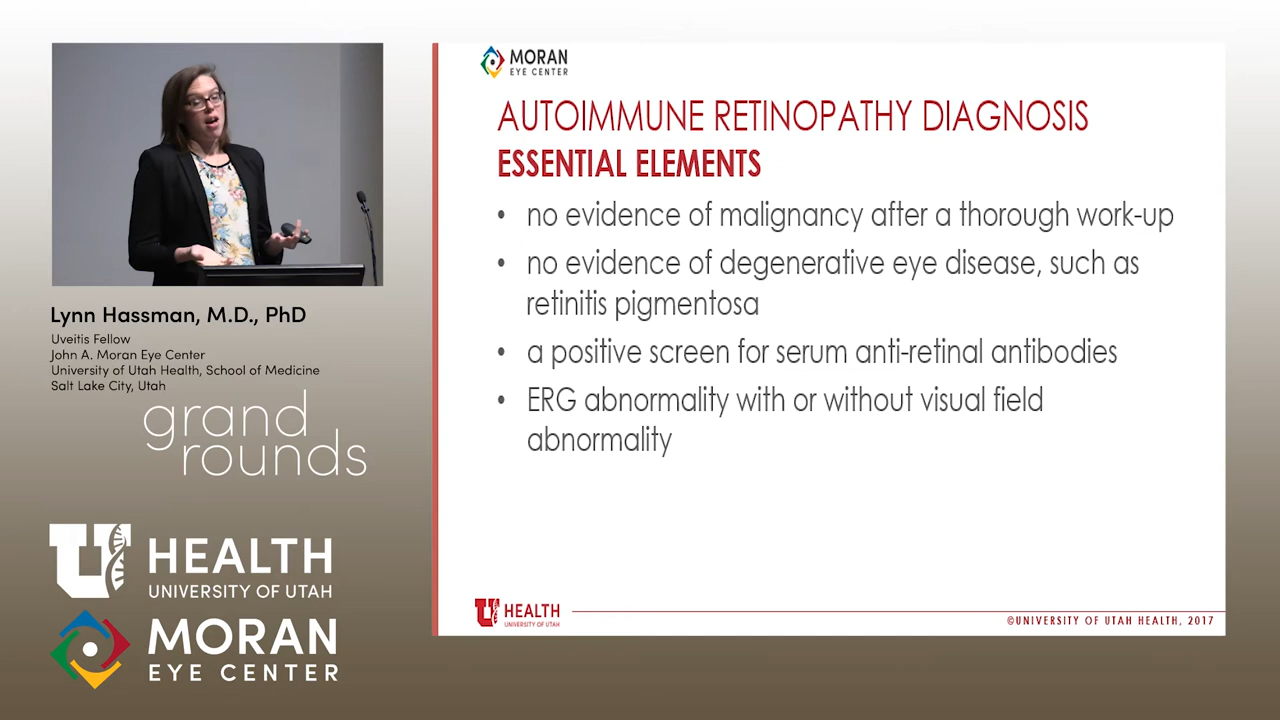 Lynn Hassman, M.D., PhD
Uveitis Fellow
John A. Moran Eye Center
University of Utah Health, School of Medicine
Salt Lake City, Utah
grand
rounds
U HEALTH
UNIVERSITY OF UTAH
MORAN
EYE CENTER
MORAN
EYE CENTER
AUTOIMMUNE RETINOPATHY DIAGNOSIS
ESSENTIAL ELEMENTS
• no evidence of malignancy after a thorough work-up
• no evidence of degenerative eye disease, such as
retinitis pigmentosa
• a positive screen for serum anti-retinal antibodies
• ERG abnormality with or without visual field
abnormality
U HEALTH
UNIVERSITY OF UTAH
©UNIVERSITY OF UTAH HEALTH, 2017